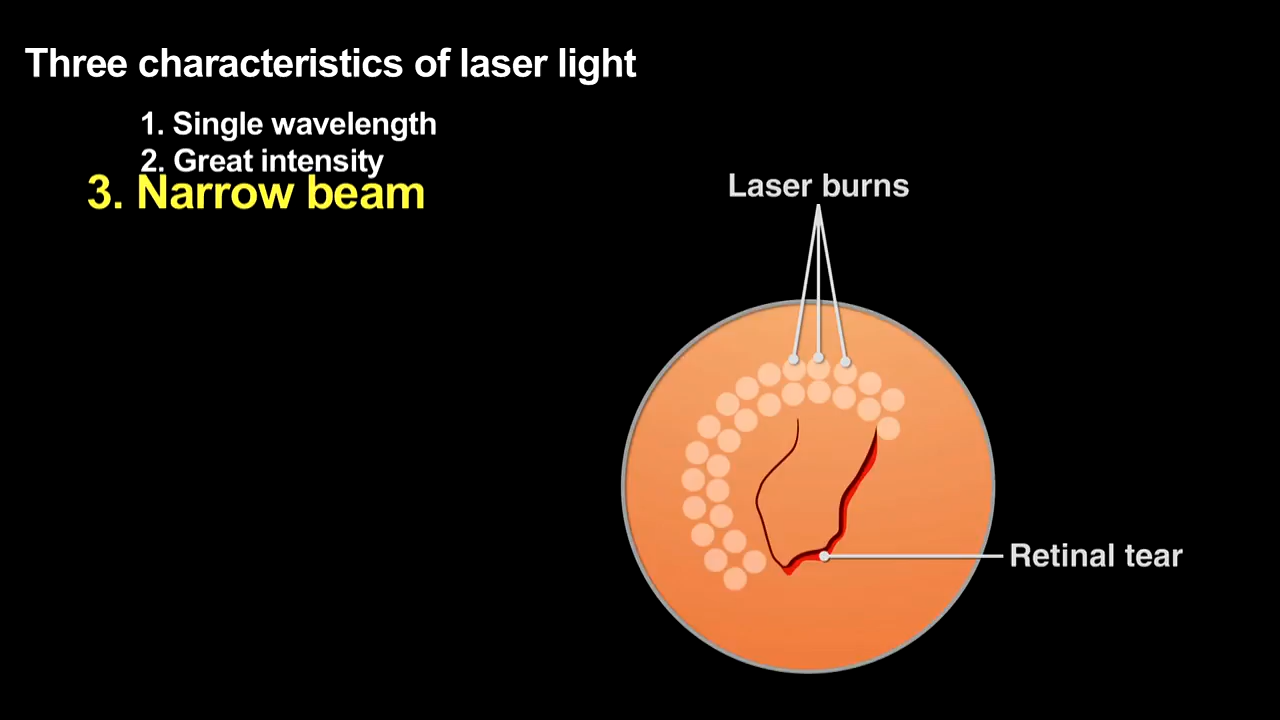 Three characteristics of laser light
1. Single wavelength
2. Great intensity
3. Narrow beam
Laser burns
Retinal tear